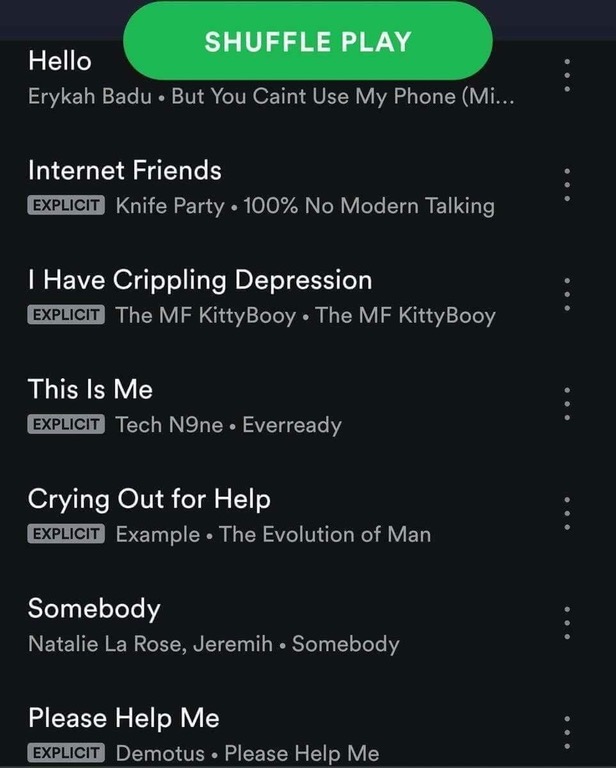 SHUFFLE PLAY
Hello
Erykah Badu • But You Caint Use My Phone (Mi...
Internet Friends
EXPLICIT Knife Party • 100% No Modern Talking
I Have Crippling Depression
EXPLICIT The MF KittyBooy • The MF KittyBooy
This Is Me
EXPLICIT Tech N9ne • Everready
Crying Out for Help
EXPLICIT Example • The Evolution of Man
Somebody
Natalie La Rose, Jeremih • Somebody
Please Help Me
EXPLICIT Demotus • Please Help Me